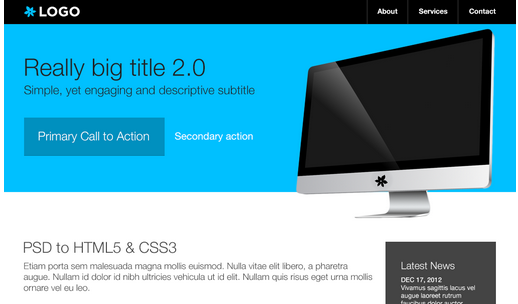 LOGO
About Services Contact
Really big title 2.0
Simple, yet engaging and descriptive subtitle
Primary Call to Action Secondary action
PSD to HTML5 & CSS3
Etiam porta sem malesuada magna mollis euismod. Nulla vitae elit libero, a pharetra
augue. Nullam id dolor id nibh ultricies vehicula ut id elit. Nullam quis risus eget urna mollis
ornare vel eu leo.
Latest News
DEC 17, 2012
Vivamus sagittis lacus vel
augue laoreet rutrum
faucibus dolor auctor